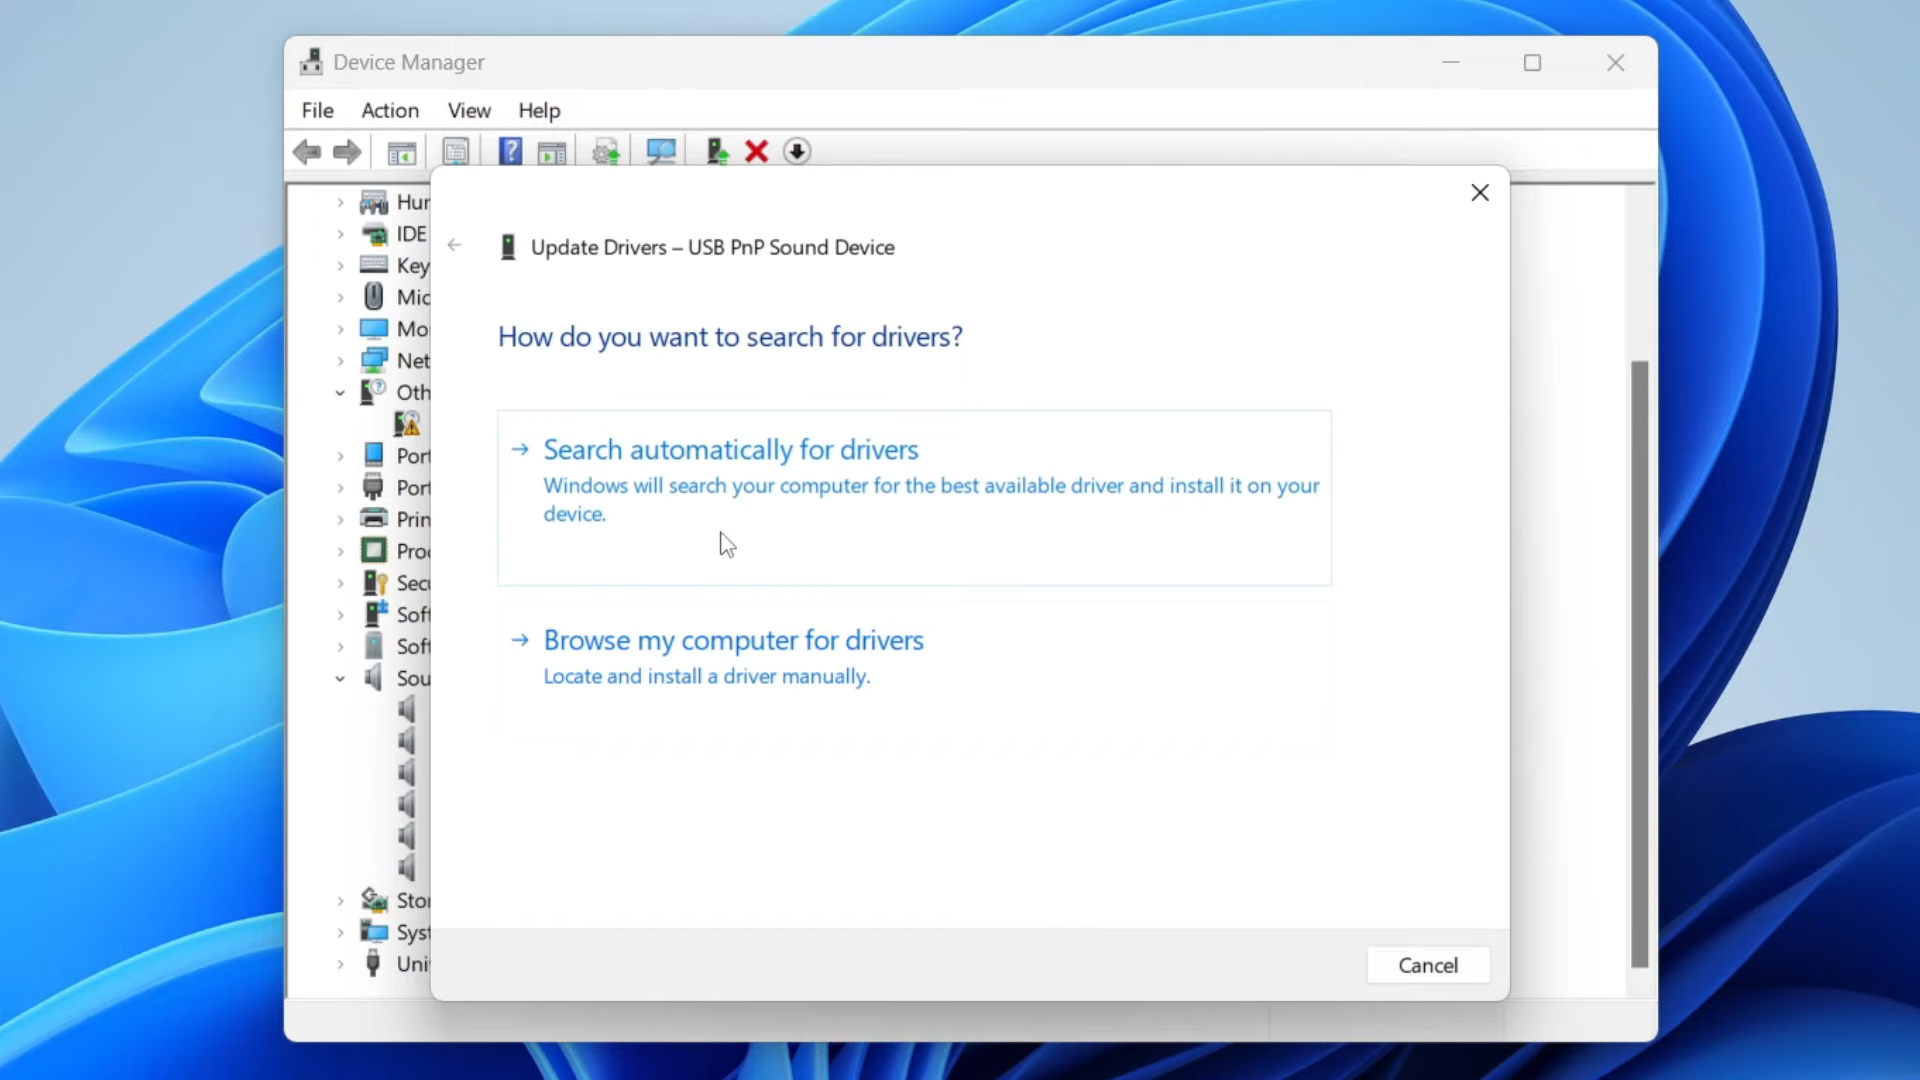 Device Manager
File Action View Help
Update Drivers – USB PnP Sound Device
How do you want to search for drivers?
Search automatically for drivers
Windows will search your computer for the best available driver and install it on your
device.
Browse my computer for drivers
Locate and install a driver manually.
Hur
IDE
Key
Mic
Mo
Net
Oth
Port
Port
Prin
Proc
Secu
Soft
Soft
Sou
Stor
Syst
Uni
Cancel